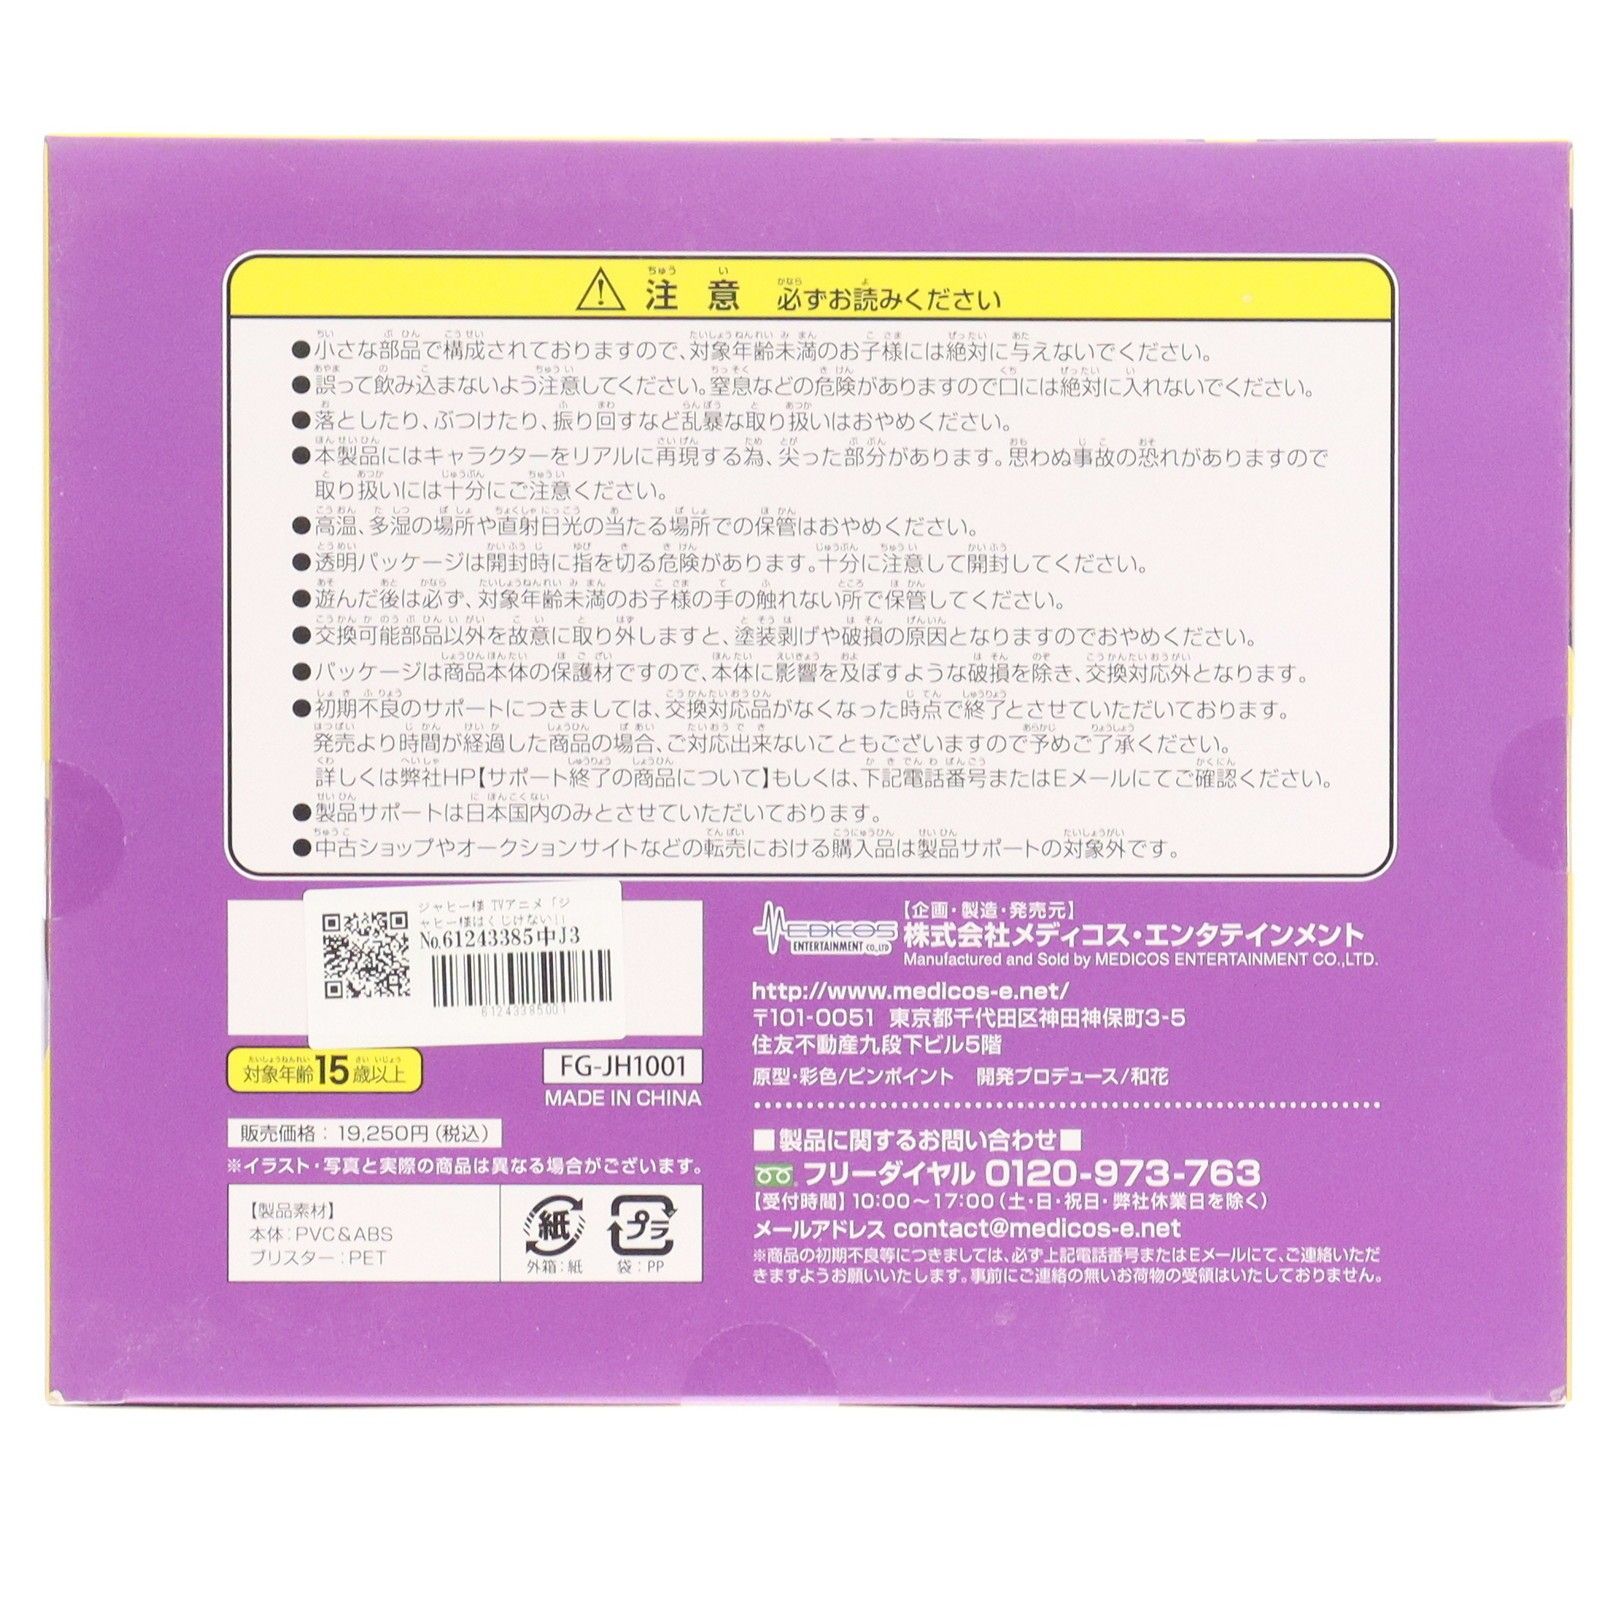 注意 必ずお読みください
●小さな部品で構成されておりますので、対象年齢未満のお子様には絶対に与えないでください。
●誤って飲み込まないよう注意してください。窒息などの危険がありますので口には絶対に入れないでください。
●落としたり、ぶつけたり、振り回すなど乱暴な取り扱いはおやめください。
●本製品にはキャラクターをリアルに再現する為、尖った部分があります。思わぬ事故の恐れがありますので
取り扱いには十分にご注意ください。
●高温、多湿の場所や直射日光の当たる場所での保管はおやめください。
●透明パッケージは開封時に指を切る危険があります。十分に注意して開封してください。
●遊んだ後は必ず、対象年齢未満のお子様の手の触れない所で保管してください。
●交換可能部品以外を故意に取り外しますと、塗装剥げや破損の原因となりますのでおやめください。
●パッケージは商品本体の保護材ですので、本体に影響を及ぼすような破損を除き、交換対応外となります。
●初期不良のサポートにつきましては、交換対応品がなくなった時点で終了とさせていただいております。
発売より時間が経過した商品の場合、ご対応出来ないこともございますので予めご了承ください。
詳しくは弊社HP【サポート終了の商品について】もしくは、下記電話番号またはEメールにてご確認ください。
●製品サポートは日本国内のみとさせていただいております。
●中古ショップやオークションサイトなどの転売における購入品は製品サポートの対象外です。
ジャヒー様 TVアニメ「ジ
ャヒー様はくじけない!」
No.61243385中J3
61243385001
対象年齢15歳以上
FG-JH1001
MADE IN CHINA
販売価格：19,250円（税込）
※イラスト・写真と実際の商品は異なる場合がございます。
【製品素材】
本体：PVC＆ABS
ブリスター：PET
紙
外箱：紙
プラ
袋：PP
MEDICOS
ENTERTAINMENT CO.,LTD
【企画・製造・発売元】
株式会社メディコス・エンタテインメント
Manufactured and Sold by MEDICOS ENTERTAINMENT CO.,LTD.
http://www.medicos-e.net/
〒101-0051 東京都千代田区神田神保町3-5
住友不動産九段下ビル5階
原型・彩色/ピンポイント 開発プロデュース/和花
■製品に関するお問い合わせ■
フリーダイヤル 0120-973-763
【受付時間】10:00～17:00（土・日・祝日・弊社休業日を除く）
メールアドレス contact@medicos-e.net
※商品の初期不良等につきましては、必ず上記電話番号またはEメールにて、ご連絡いただ
きますようお願いいたします。事前にご連絡の無いお荷物の受領はいたしておりません。